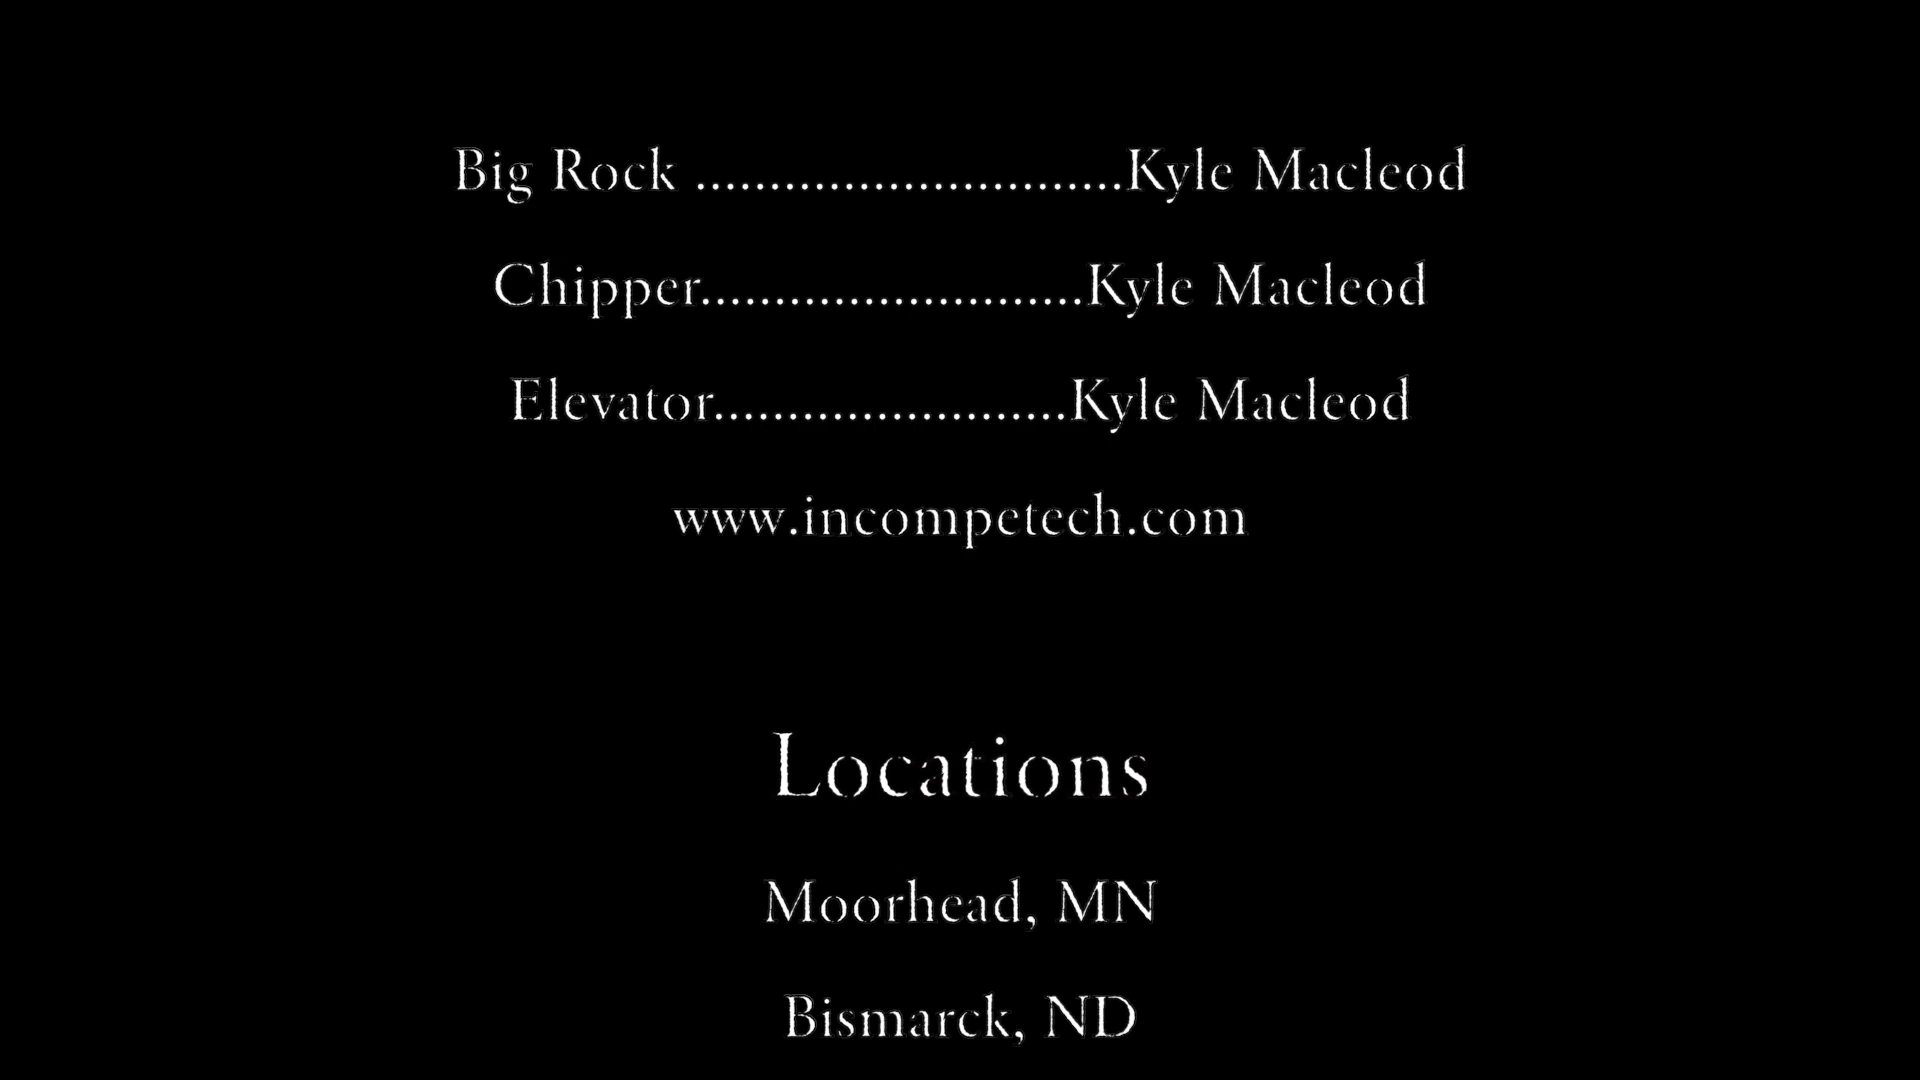 Big Rock .............................Kyle Macleod
Chipper..........................Kyle Macleod
Elevator........................Kyle Macleod
www.incompetech.com
Locations
Moorhead, MN
Bismarck, ND